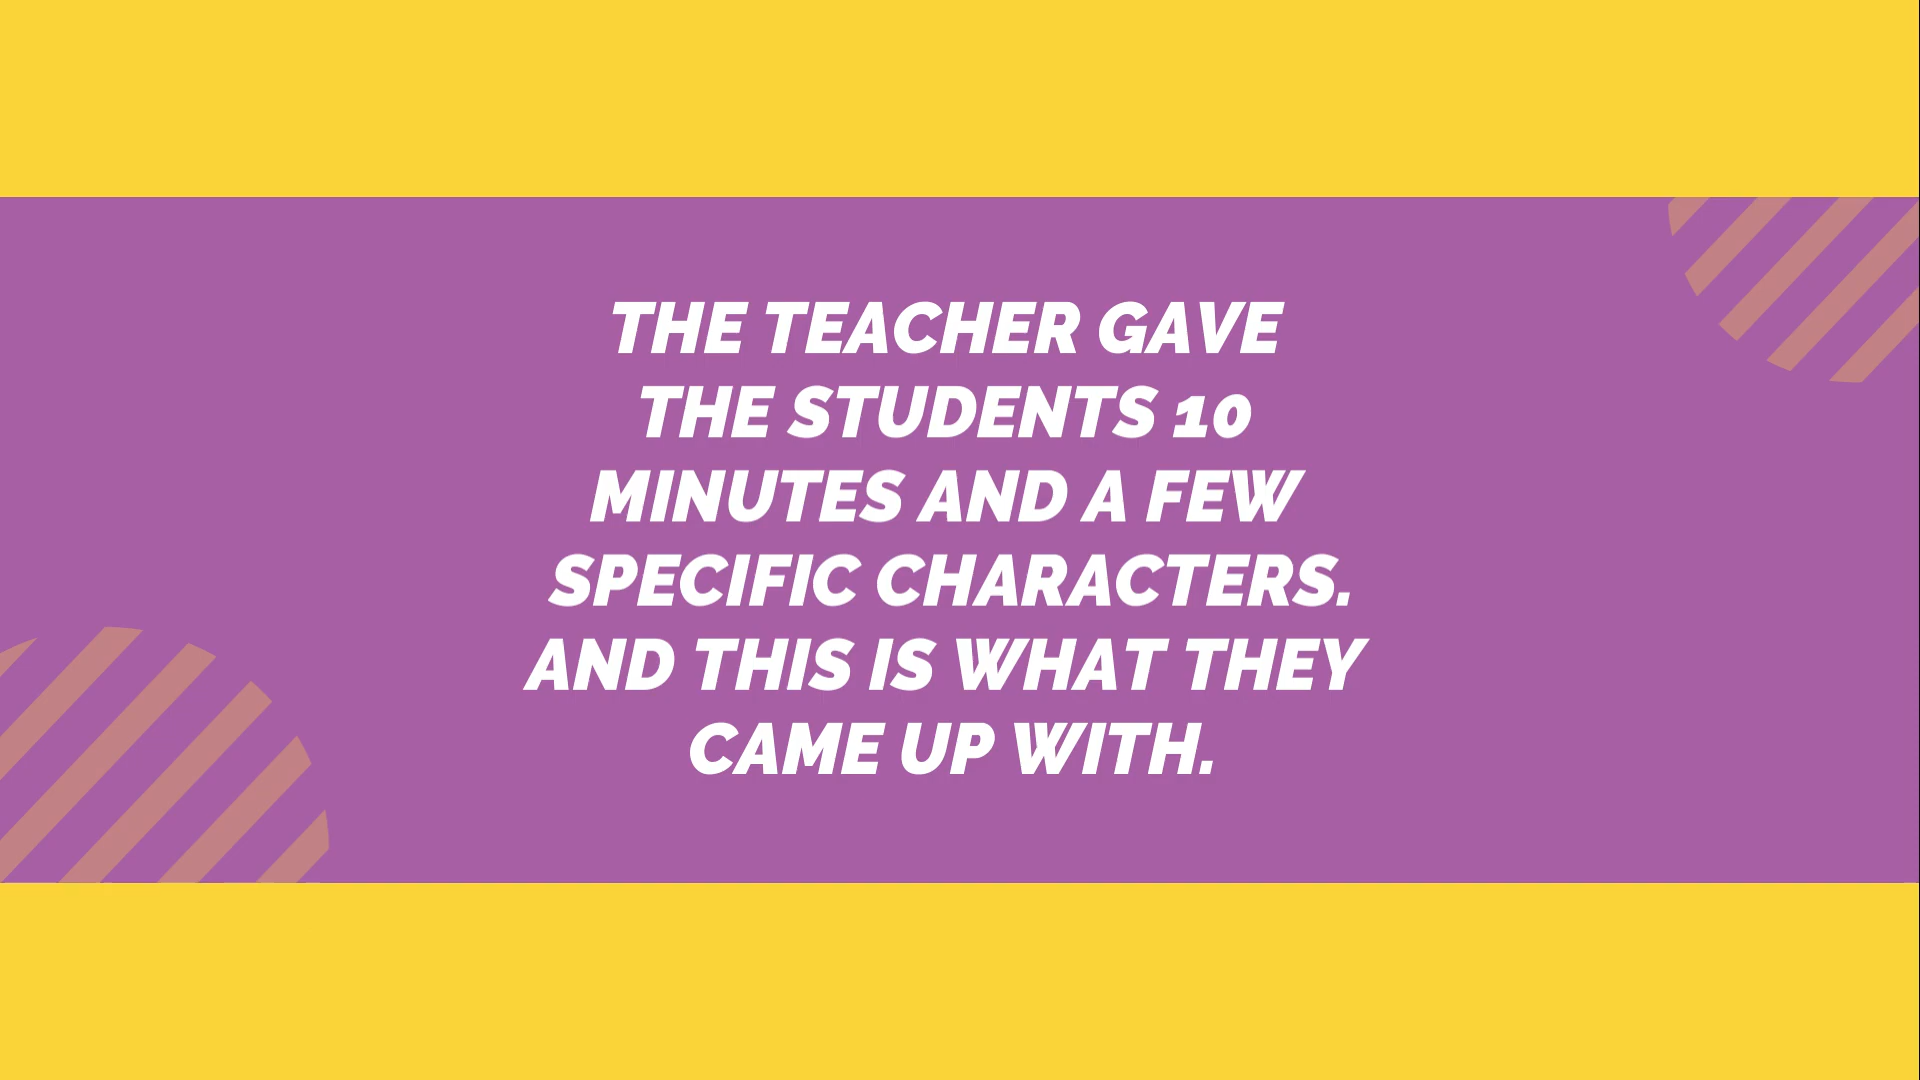 THE TEACHER GAVE
THE STUDENTS 10
MINUTES AND A FEW
SPECIFIC CHARACTERS.
AND THIS IS WHAT THEY
CAME UP WITH.